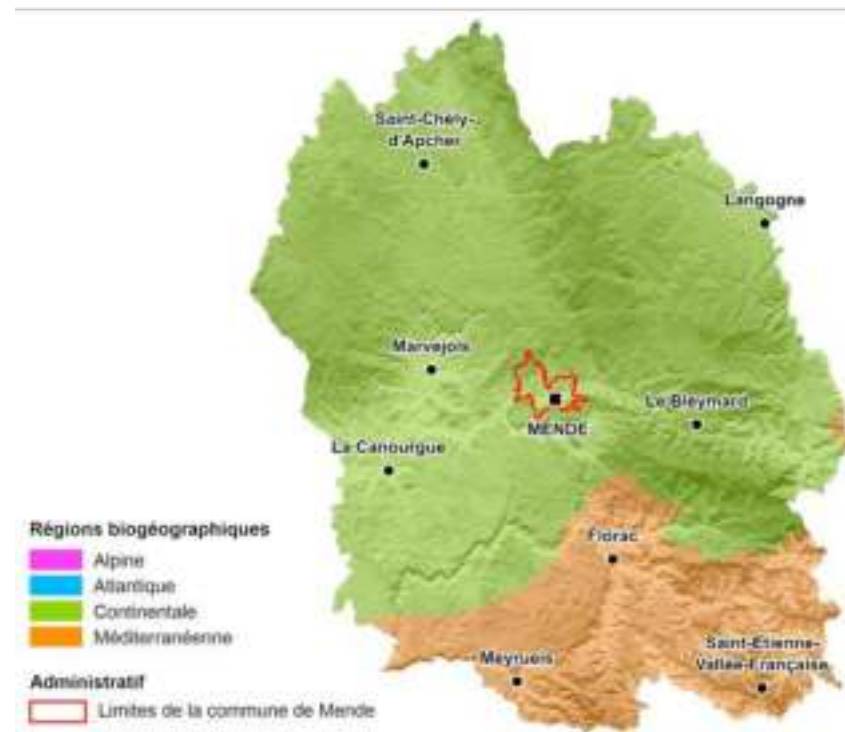 Saint-Chély-
d'Apcher
Langogne
Marvejols
Le Bleymard
MENDE
La Canourgue
Florac
Meyrueis
Saint-Etienne-
Vallée-Française
Régions biogéographiques
Alpine
Atlantique
Continentale
Méditerranéenne
Administratif
Limites de la commune de Mende